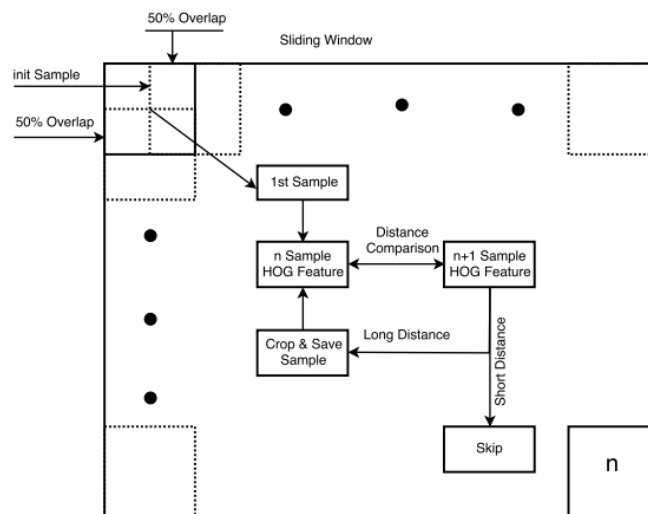 50% Overlap
Sliding Window
init Sample
50% Overlap
1st Sample
Distance
Comparison
n Sample
HOG Feature
n+1 Sample
HOG Feature
Long Distance
Crop & Save
Sample
Short Distance
Skip
n